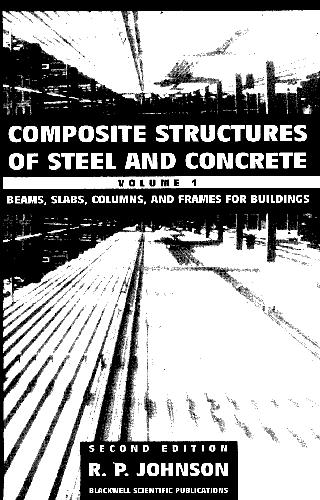 COMPOSITE STRUCTURES
OF STEEL AND CONCRETE
VOLUME 1
BEAMS, SLABS, COLUMNS, AND FRAMES FOR BUILDINGS
SECOND EDITION
R. P. JOHNSON
BLACKWELL SCIENTIFIC PUBLICATIONS